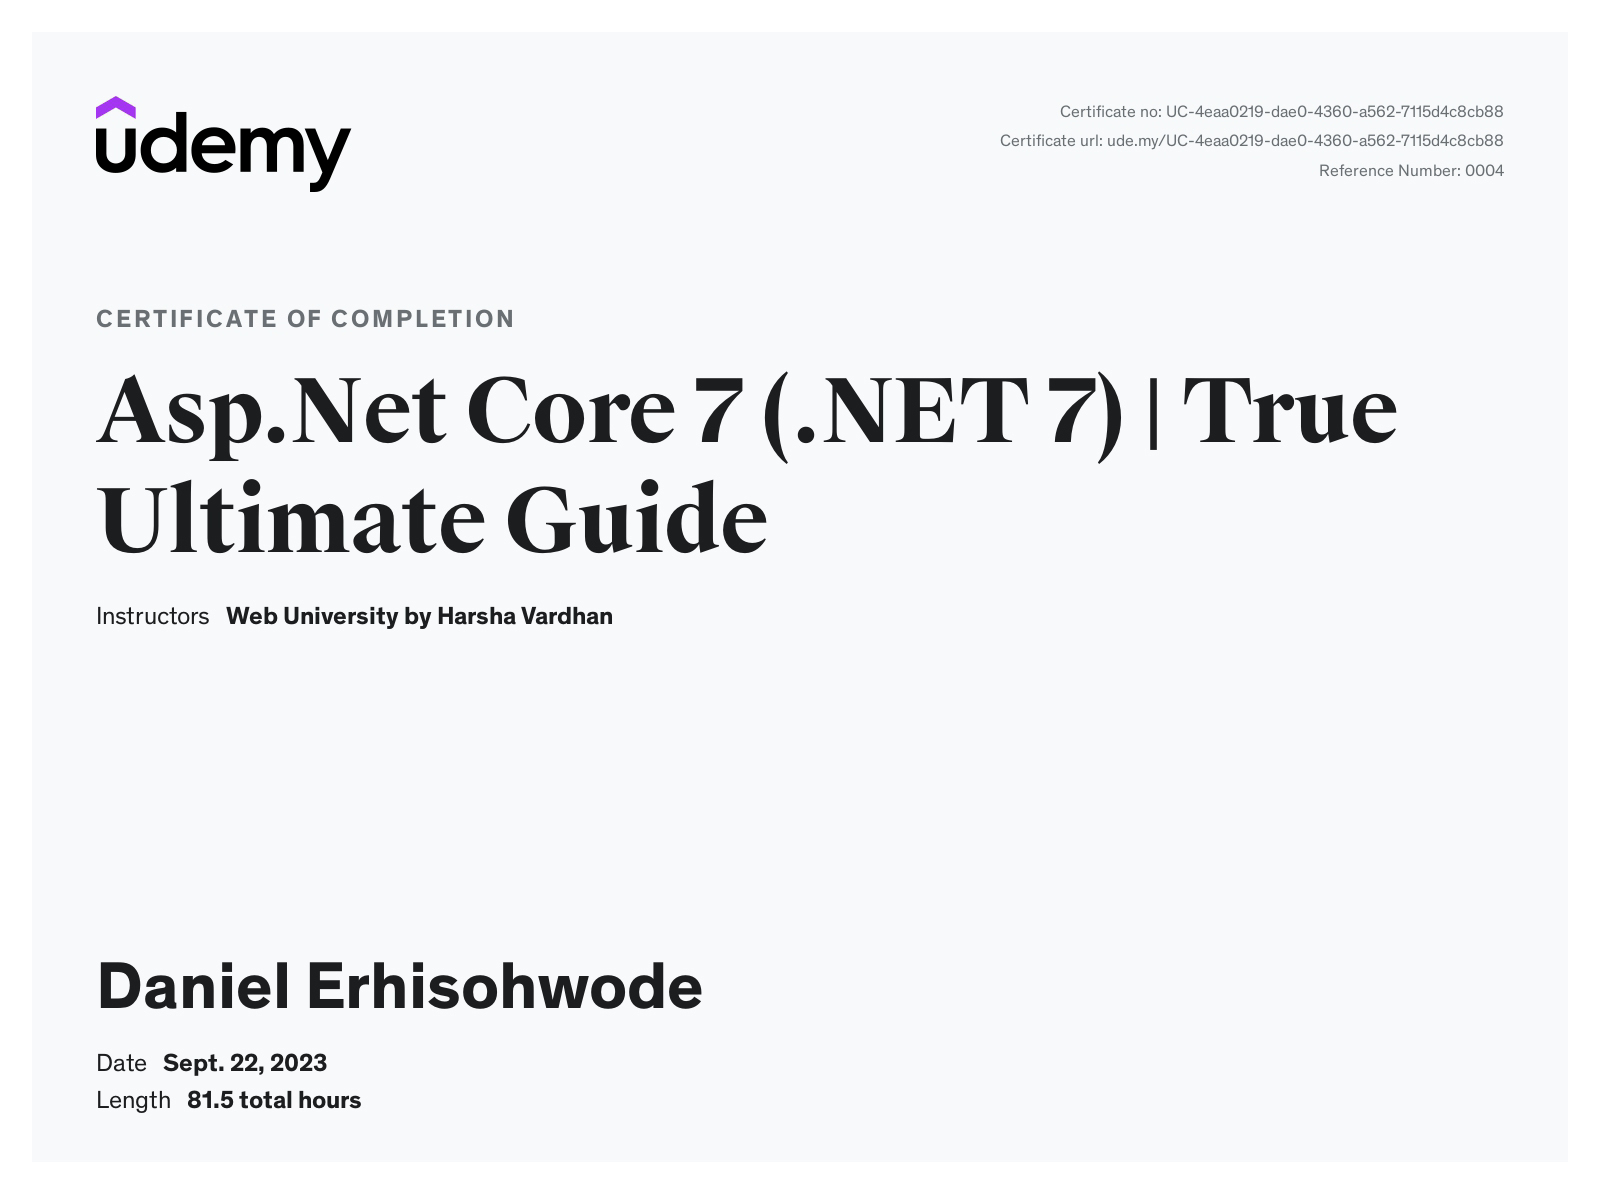 udemy
Certificate no: UC-4eaa0219-dae0-4360-a562-7115d4c8cb88
Certificate url: ude.my/UC-4eaa0219-dae0-4360-a562-7115d4c8cb88
Reference Number: 0004
CERTIFICATE OF COMPLETION
Asp.Net Core 7 (.NET 7) | True
Ultimate Guide
Instructors Web University by Harsha Vardhan
Daniel Erhisohwode
Date Sept. 22, 2023
Length 81.5 total hours